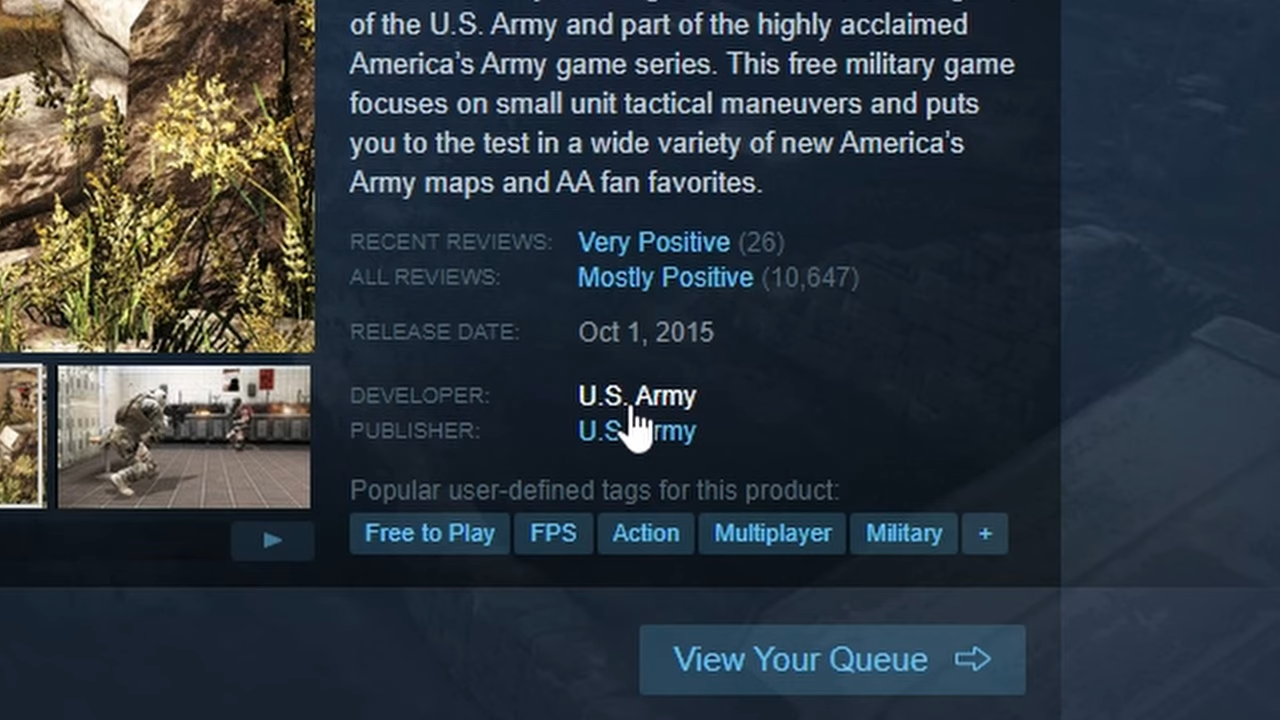 of the U.S. Army and part of the highly acclaimed
America's Army game series. This free military game
focuses on small unit tactical maneuvers and puts
you to the test in a wide variety of new America's
Army maps and AA fan favorites.
RECENT REVIEWS: Very Positive (26)
ALL REVIEWS: Mostly Positive (10,647)
RELEASE DATE: Oct 1, 2015
DEVELOPER: U.S. Army
PUBLISHER: U.S. Army
Popular user-defined tags for this product:
Free to Play FPS Action Multiplayer Military +
View Your Queue